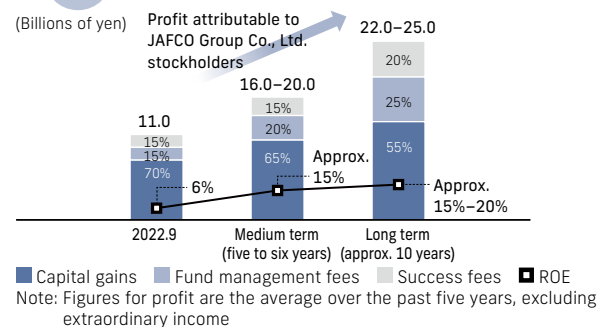 (Billions of yen)
Profit attributable to
JAFCO Group Co., Ltd.
stockholders
22.0–25.0
20%
25%
55%
16.0–20.0
15%
20%
65%
11.0
15%
15%
70%
6%
Approx.
15%
Approx.
15%–20%
2022.9
Medium term
(five to six years)
Long term
(approx. 10 years)
Capital gains Fund management fees Success fees ROE
Note: Figures for profit are the average over the past five years, excluding
extraordinary income